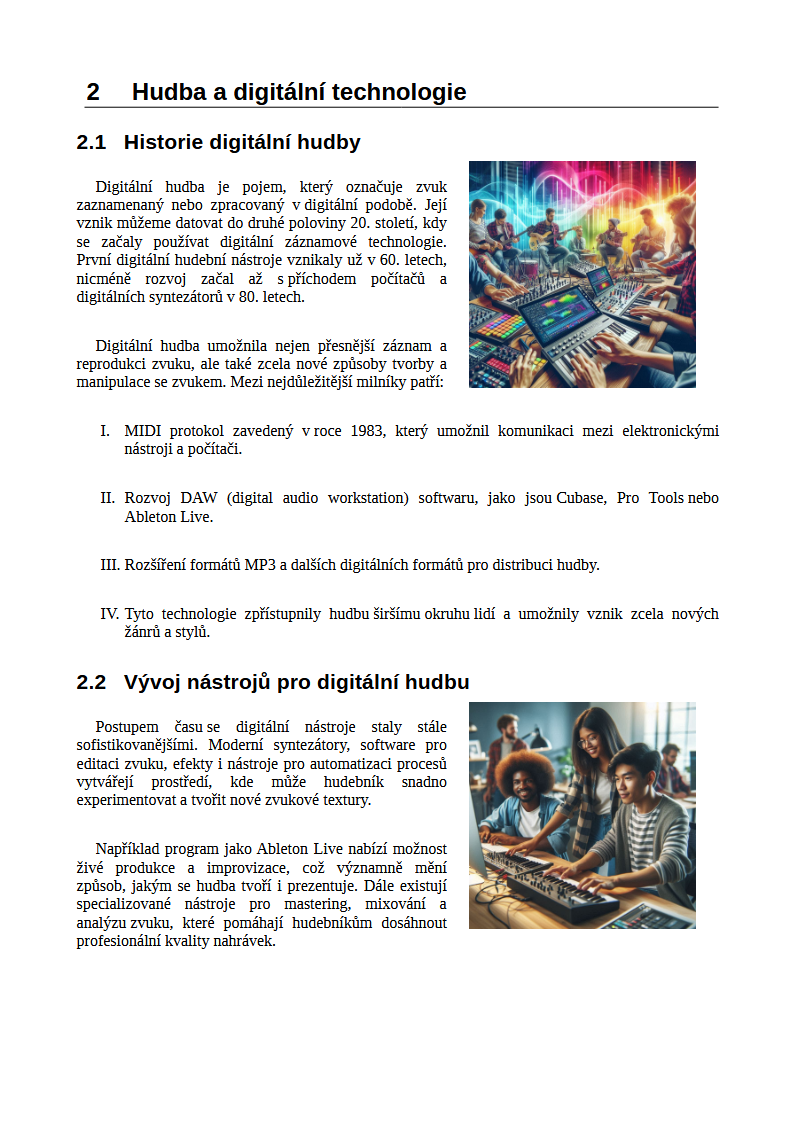 2 Hudba a digitální technologie
2.1 Historie digitální hudby
Digitální hudba je pojem, který označuje zvuk
zaznamenaný nebo zpracovaný v digitální podobě. Její
vznik můžeme datovat do druhé poloviny 20. století, kdy
se začaly používat digitální záznamové technologie.
První digitální hudební nástroje vznikaly už v 60. letech,
nicméně rozvoj začal až s příchodem počítačů a
digitálních syntezátorů v 80. letech.
Digitální hudba umožnila nejen přesnější záznam a
reprodukci zvuku, ale také zcela nové způsoby tvorby a
manipulace se zvukem. Mezi nejdůležitější milníky patří:
I. MIDI protokol zavedený v roce 1983, který umožnil komunikaci mezi elektronickými
nástroji a počítači.
II. Rozvoj DAW (digital audio workstation) softwaru, jako jsou Cubase, Pro Tools nebo
Ableton Live.
III. Rozšíření formátů MP3 a dalších digitálních formátů pro distribuci hudby.
IV. Tyto technologie zpřístupnily hudbu širšímu okruhu lidí a umožnily vznik zcela nových
žánrů a stylů.
2.2 Vývoj nástrojů pro digitální hudbu
Postupem času se digitální nástroje staly stále
sofistikovanějšími. Moderní syntezátory, software pro
editaci zvuku, efekty i nástroje pro automatizaci procesů
vytvářejí prostředí, kde může hudebník snadno
experimentovat a tvořit nové zvukové textury.
Například program jako Ableton Live nabízí možnost
živé produkce a improvizace, což významně mění
způsob, jakým se hudba tvoří i prezentuje. Dále existují
specializované nástroje pro mastering, mixování a
analýzu zvuku, které pomáhají hudebníkům dosáhnout
profesionální kvality nahrávek.